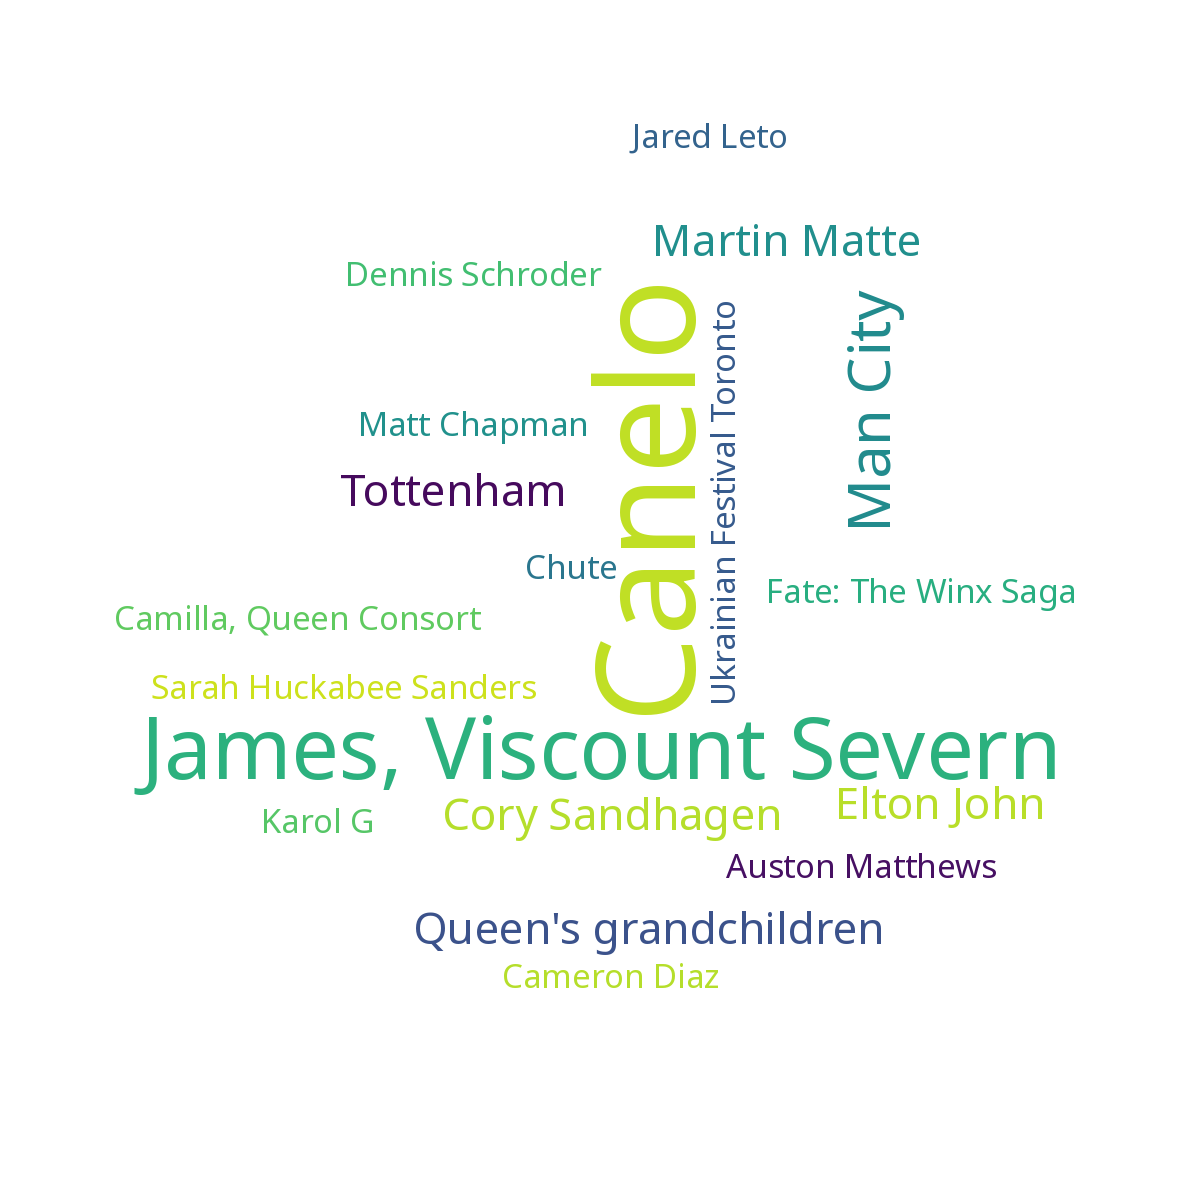 Jared Leto
Martin Matte
Dennis Schroder
Canelo
Man City
Ukrainian Festival Toronto
Matt Chapman
Tottenham
Chute
Fate: The Winx Saga
Camilla, Queen Consort
Sarah Huckabee Sanders
James, Viscount Severn
Elton John
Cory Sandhagen
Karol G
Auston Matthews
Queen's grandchildren
Cameron Diaz